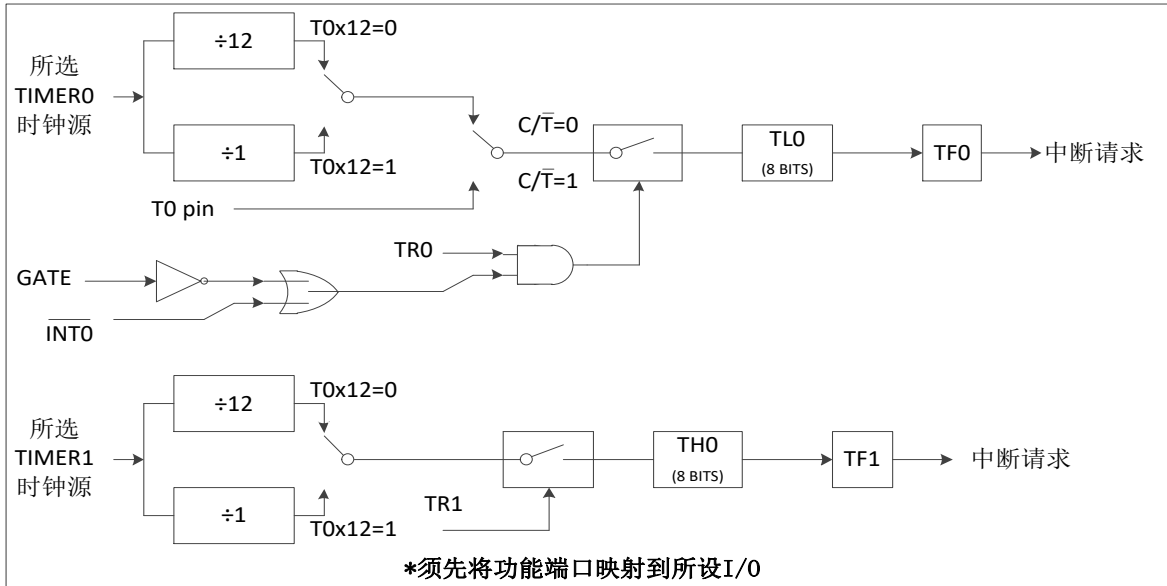 ÷12
T0x12=0
所选
TIMER0
时钟源
÷1
T0x12=1
C/T̅=0
C/T̅=1
TL0
(8 BITS)
TF0
中断请求
T0 pin
TR0
GATE
I̅N̅T̅0̅
÷12
T0x12=0
所选
TIMER1
时钟源
÷1
T0x12=1
TR1
TH0
(8 BITS)
TF1
中断请求
*须先将功能端口映射到所设I/O